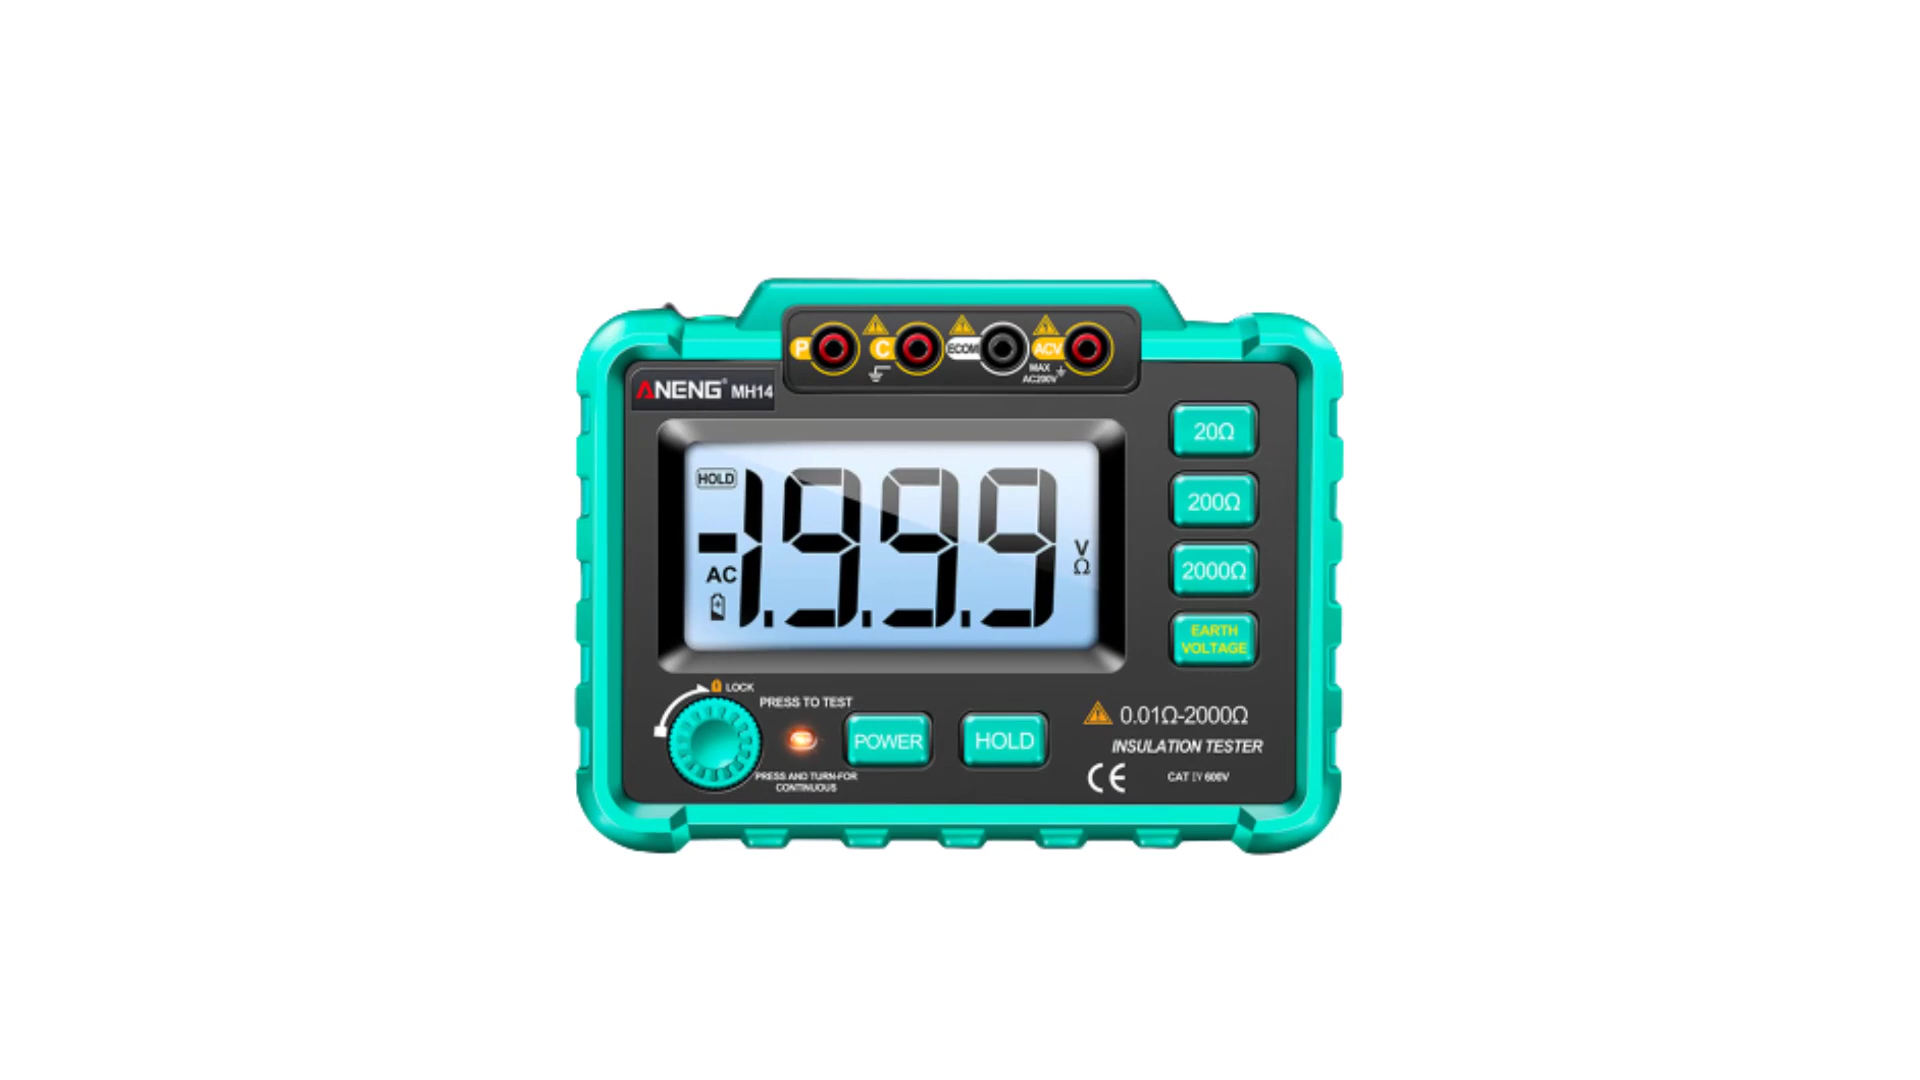 P C ECOM ACV
MAX
AC200V
ANENG® MH14
HOLD
-1.9.9.9
AC
V
Ω
20Ω
200Ω
2000Ω
EARTH
VOLTAGE
LOCK
PRESS TO TEST
POWER
HOLD
PRESS AND TURN-FOR
CONTINUOUS
0.01Ω-2000Ω
INSULATION TESTER
CE
CAT IV 600V